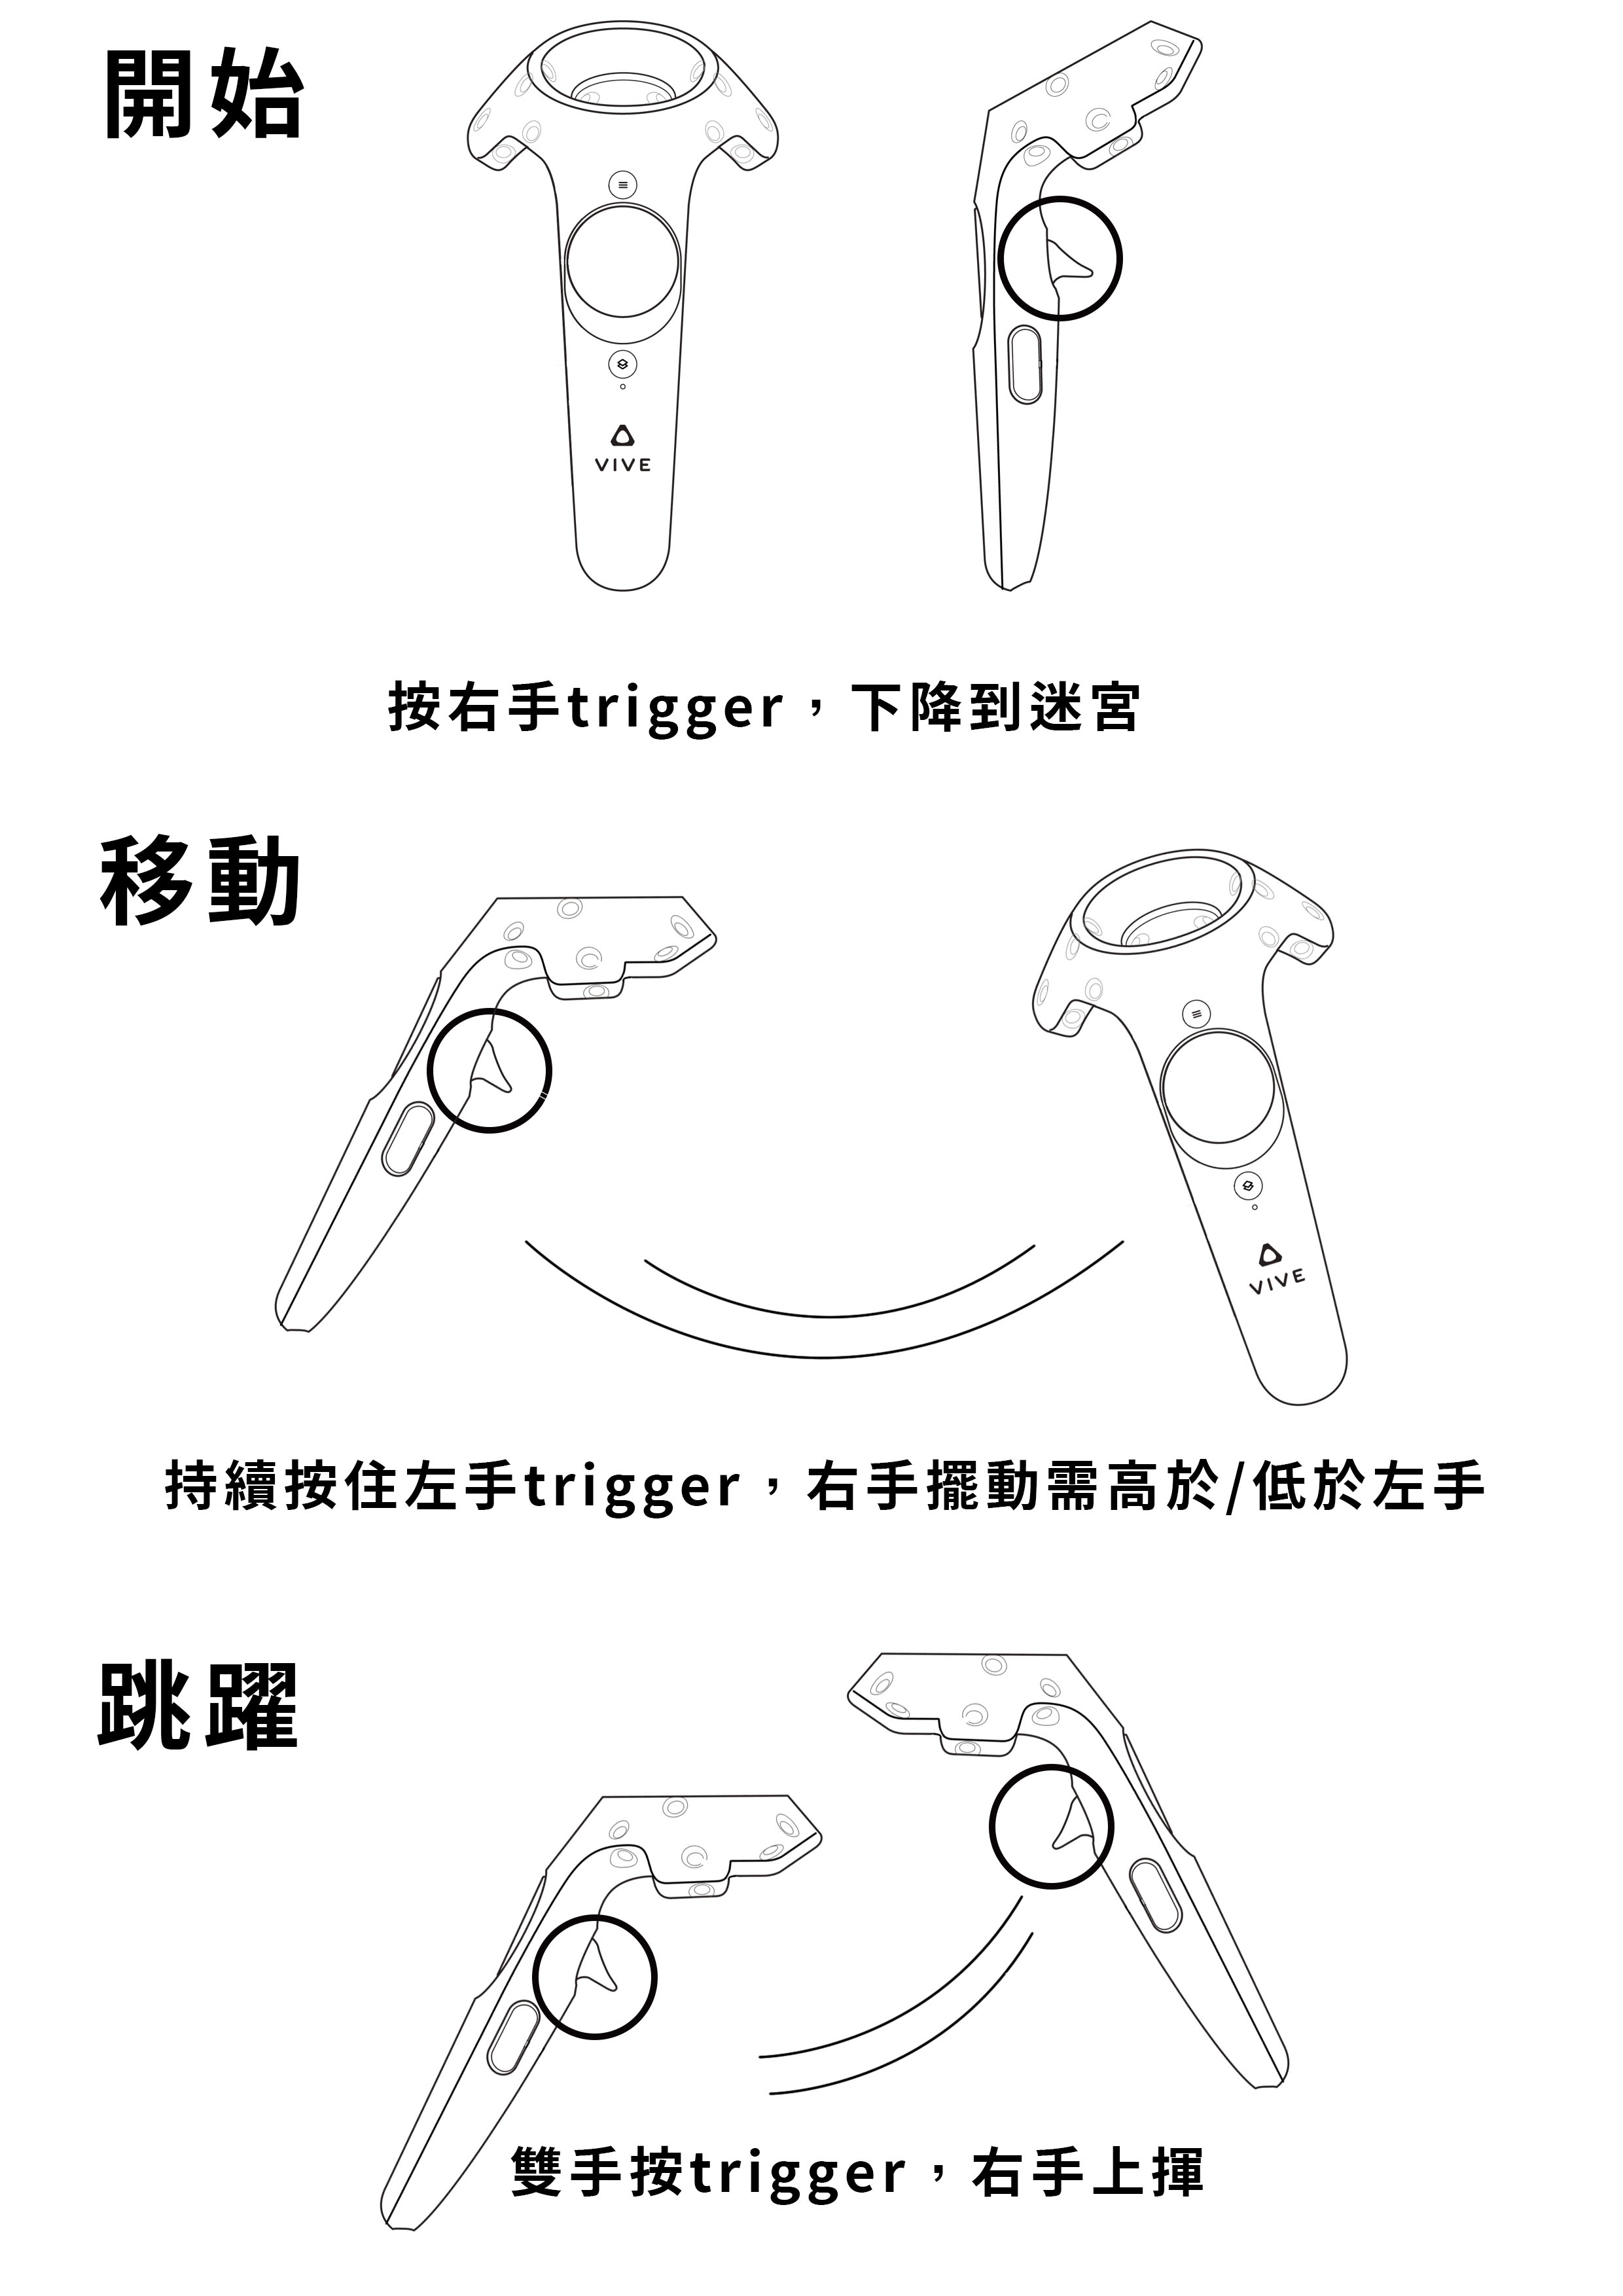 開始
VIVE
按右手trigger，下降到迷宮
移動
VIVE
持續按住左手trigger，右手擺動需高於/低於左手
跳躍
雙手按trigger，右手上揮